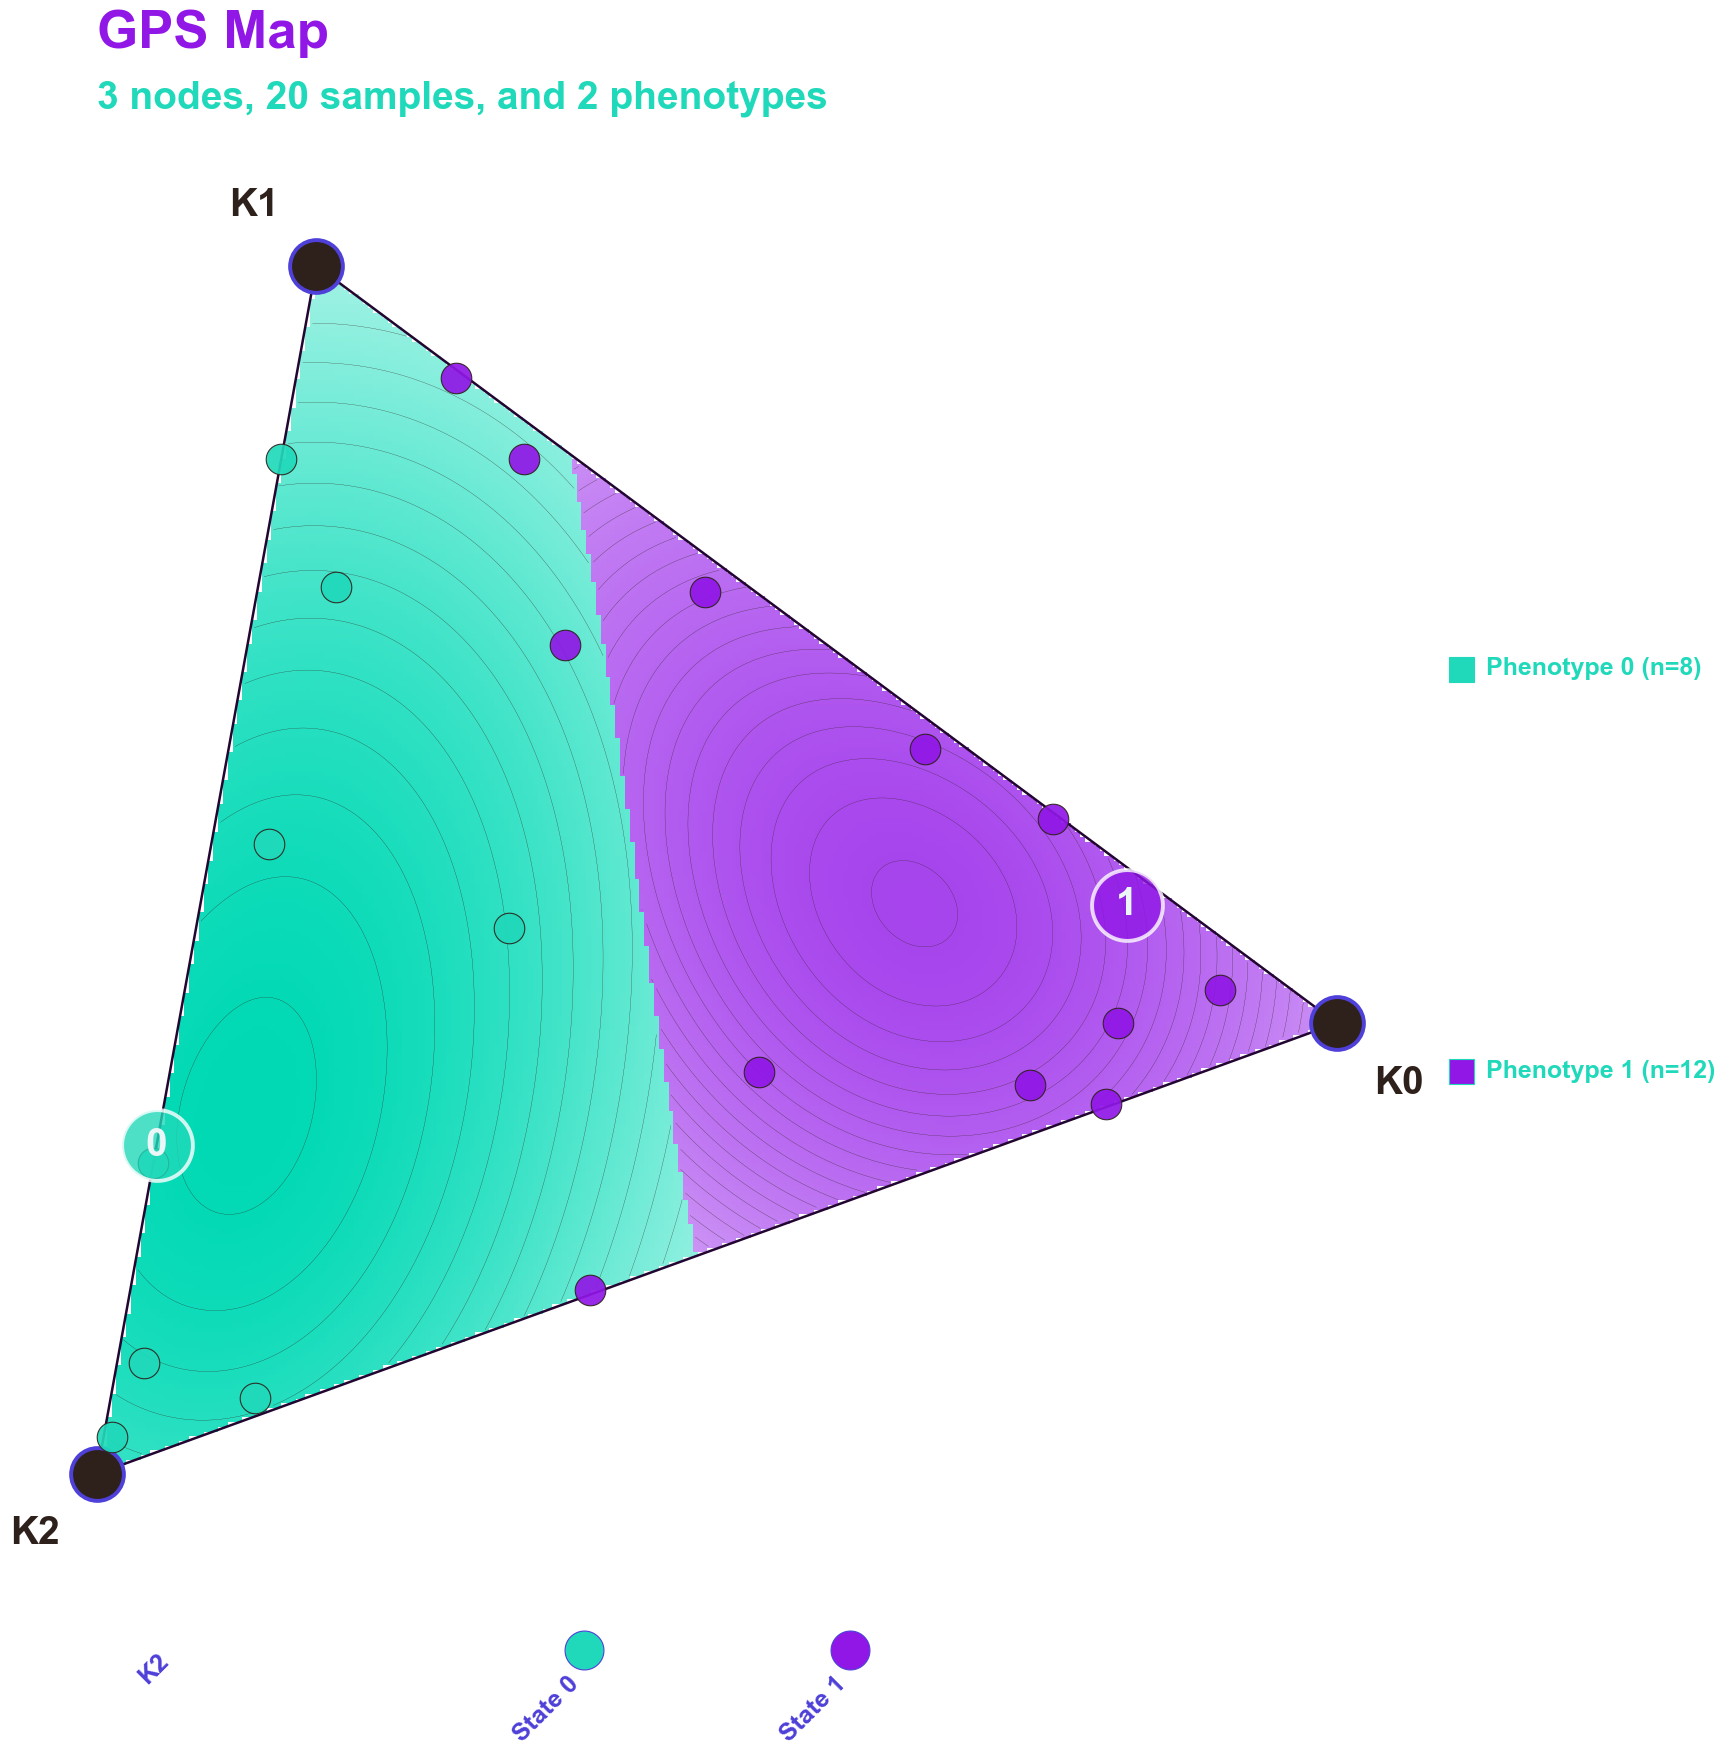 GPS Map
3 nodes, 20 samples, and 2 phenotypes
K1
Phenotype 0 (n=8)
1
K0
Phenotype 1 (n=12)
0
K2
K2
State 0
State 1